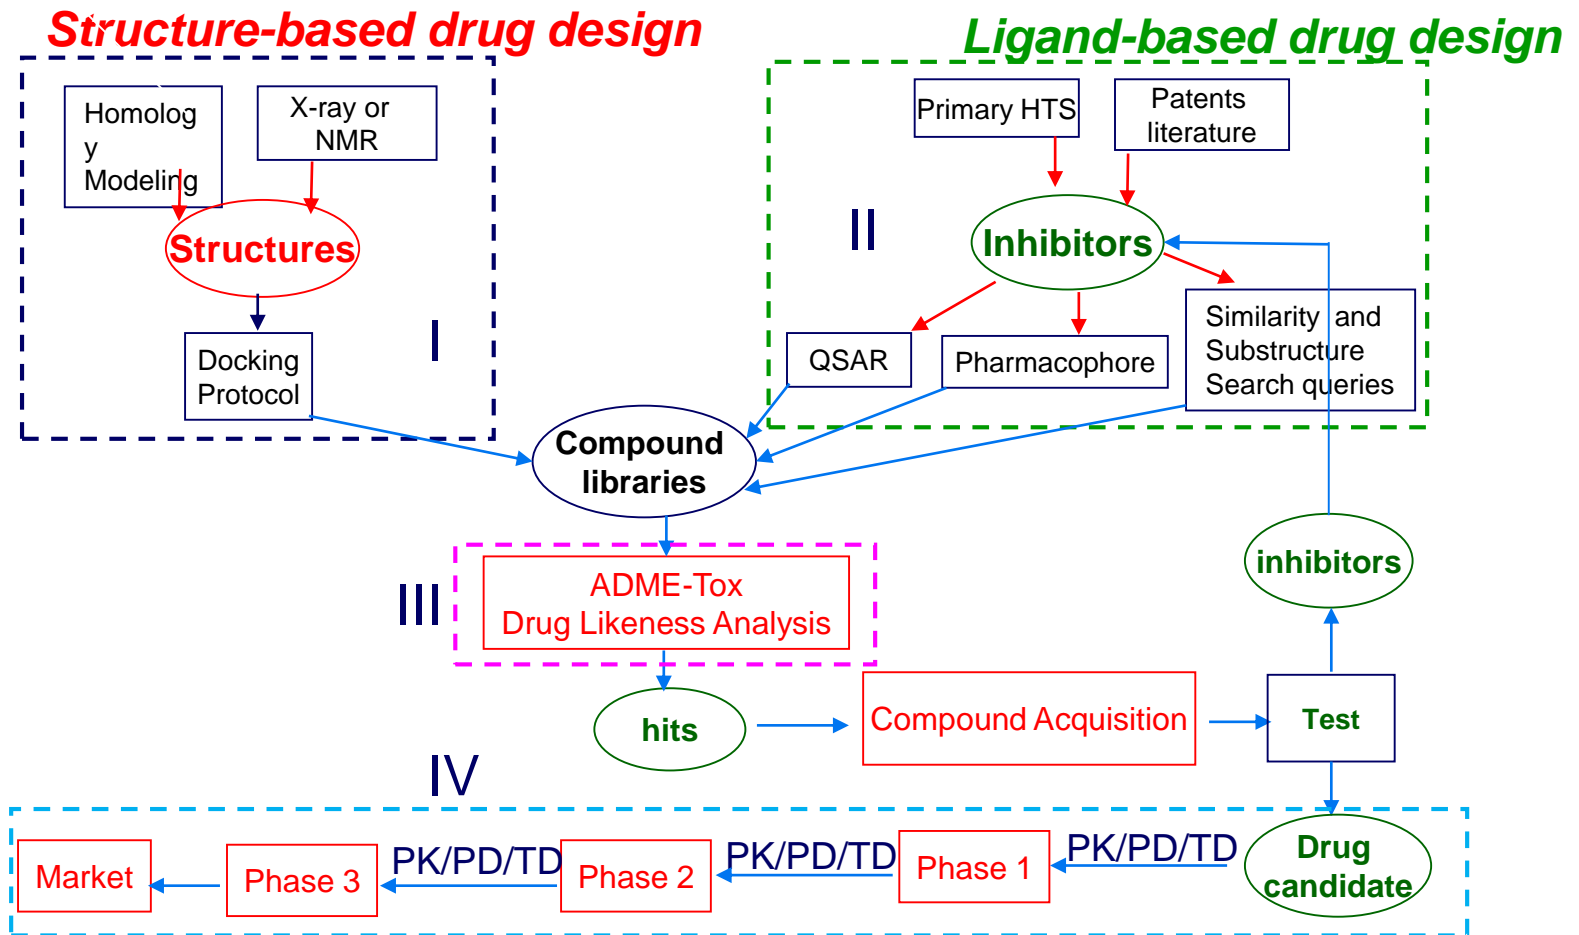 Structure-based drug design
Ligand-based drug design
Homolog
y
Modeling
X-ray or
NMR
Structures
Docking
Protocol
I
Primary HTS
Patents
literature
II
Inhibitors
QSAR
Pharmacophore
Similarity and
Substructure
Search queries
Compound
libraries
III
ADME-Tox
Drug Likeness Analysis
inhibitors
hits
Compound Acquisition
Test
IV
Market
Phase 3
PK/PD/TD
Phase 2
PK/PD/TD
Phase 1
PK/PD/TD
Drug
candidate